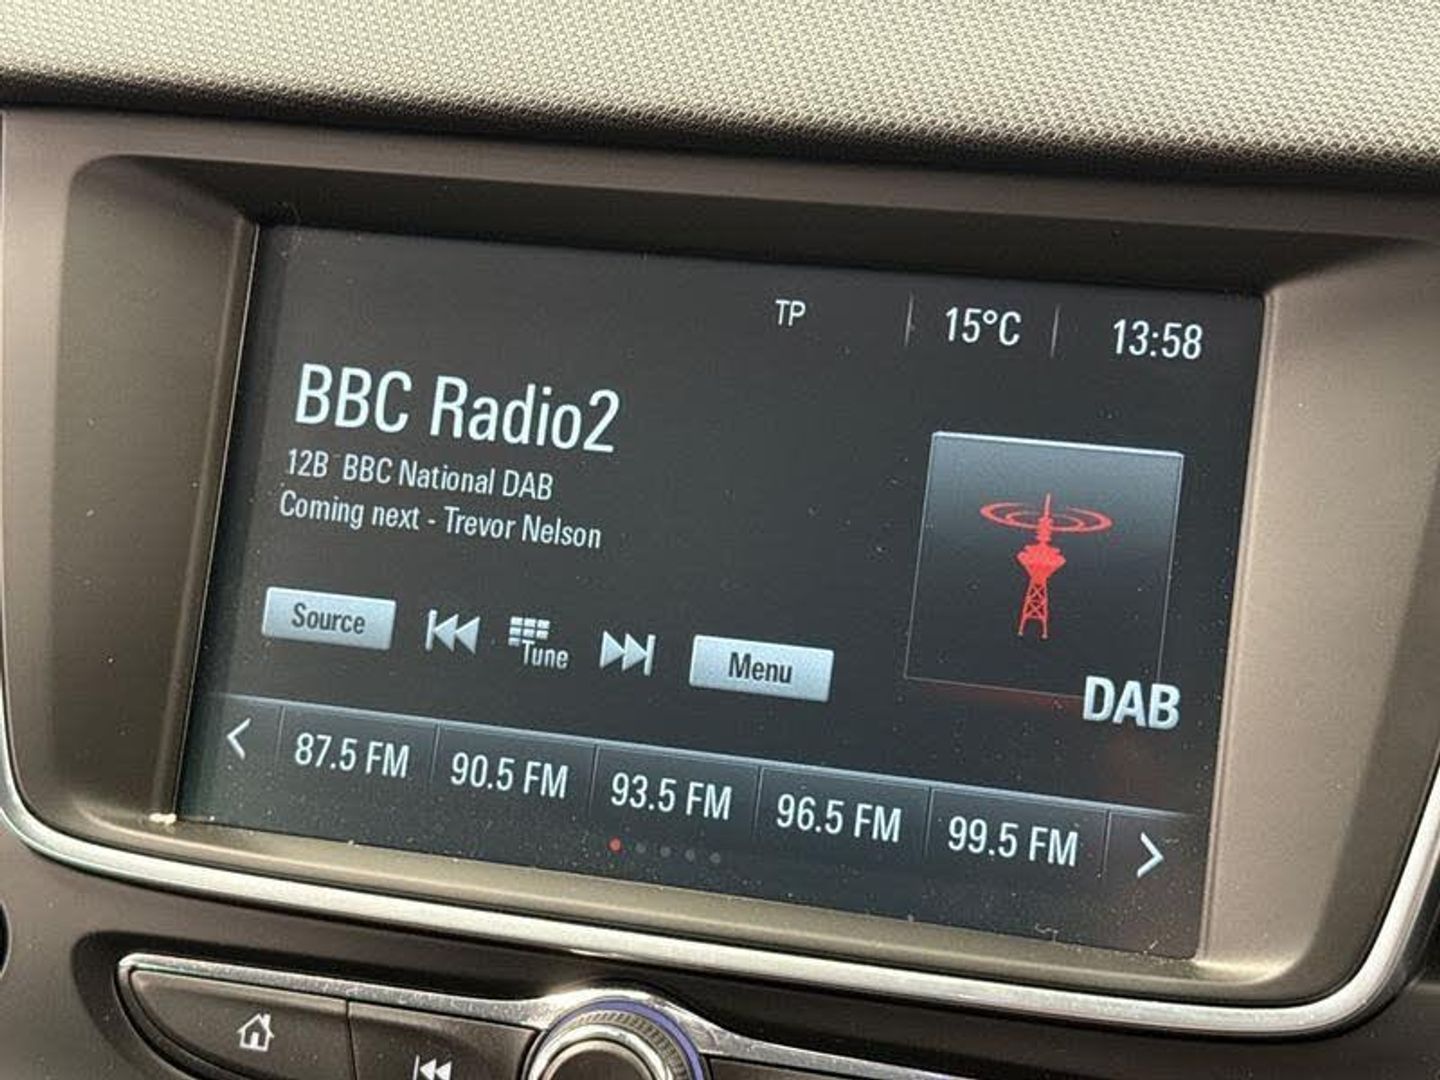 TP 15°C 13:58
BBC Radio2
12B BBC National DAB
Coming next - Trevor Nelson
Source Tune Menu
DAB
87.5 FM 90.5 FM 93.5 FM 96.5 FM 99.5 FM